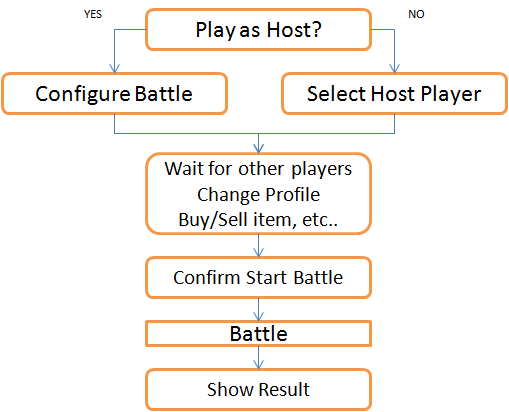 YES
Play as Host?
NO
Configure Battle
Select Host Player
Wait for other players
Change Profile
Buy/Sell item, etc..
Confirm Start Battle
Battle
Show Result